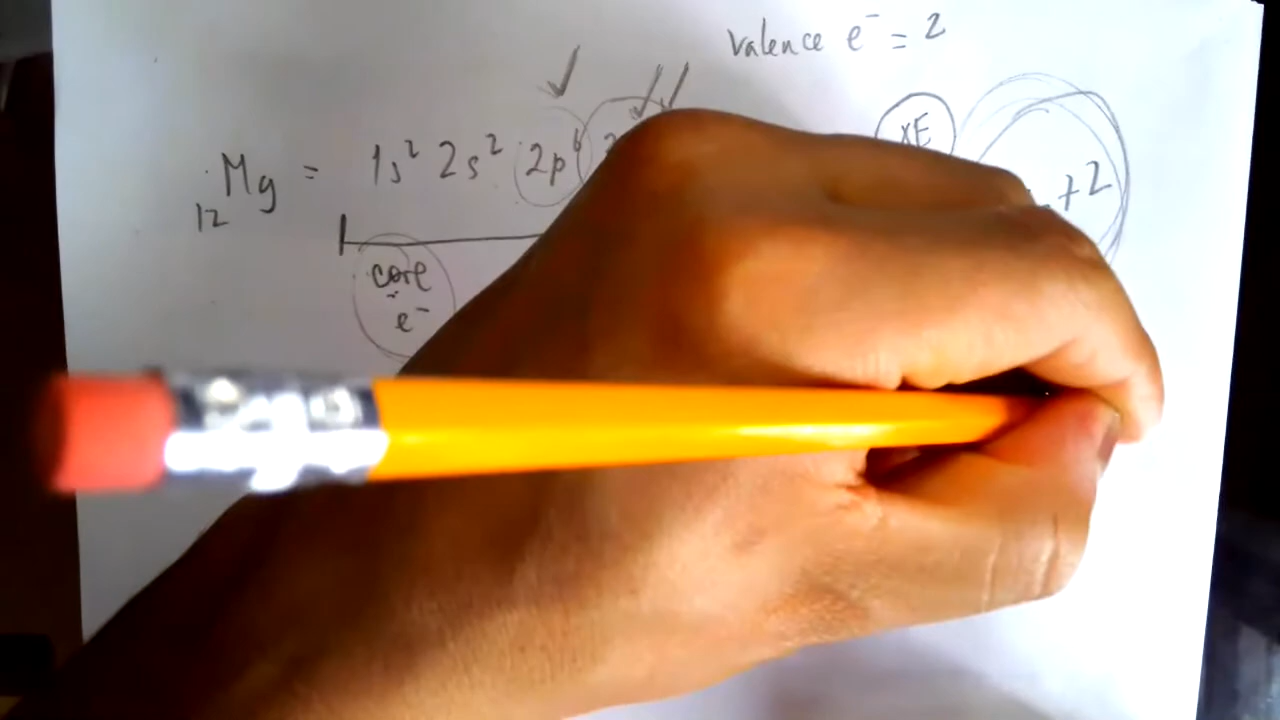 Valence e⁻ = 2
₁₂Mg = 1s² 2s² 2p⁶
XE
+2
core
e⁻